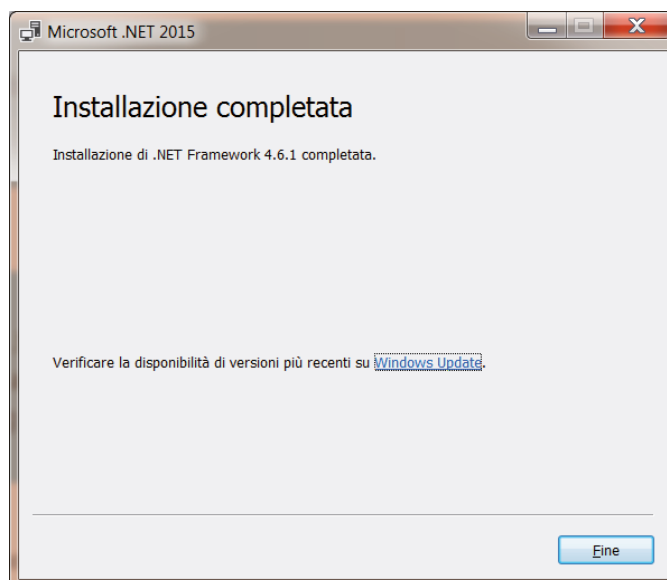 Microsoft .NET 2015
Installazione completata
Installazione di .NET Framework 4.6.1 completata.
Verificare la disponibilità di versioni più recenti su Windows Update.
Fine